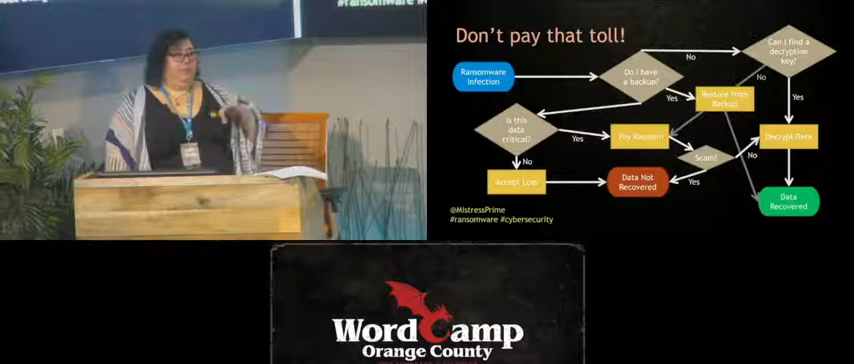 #ransomware
Don't pay that toll!
Ransomware
Infection
Do I have
a backup?
No
Can I find a
decryption
key?
Yes
Restore from
Backup
No
Yes
Is this
data
critical?
Yes
Pay Ransom
Scam?
No
Decrypt Data
No
Accept Loss
Data Not
Recovered
Yes
Data
Recovered
@MistressPrime
#ransomware #cybersecurity
WordCamp
Orange County